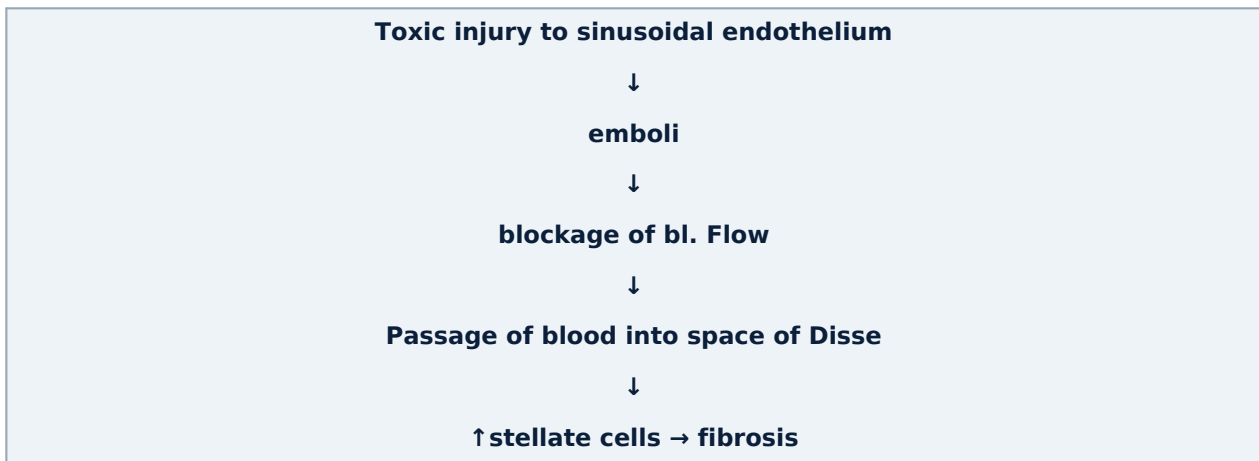 Toxic injury to sinusoidal endothelium
↓
emboli
↓
blockage of bl. Flow
↓
Passage of blood into space of Disse
↓
↑stellate cells → fibrosis